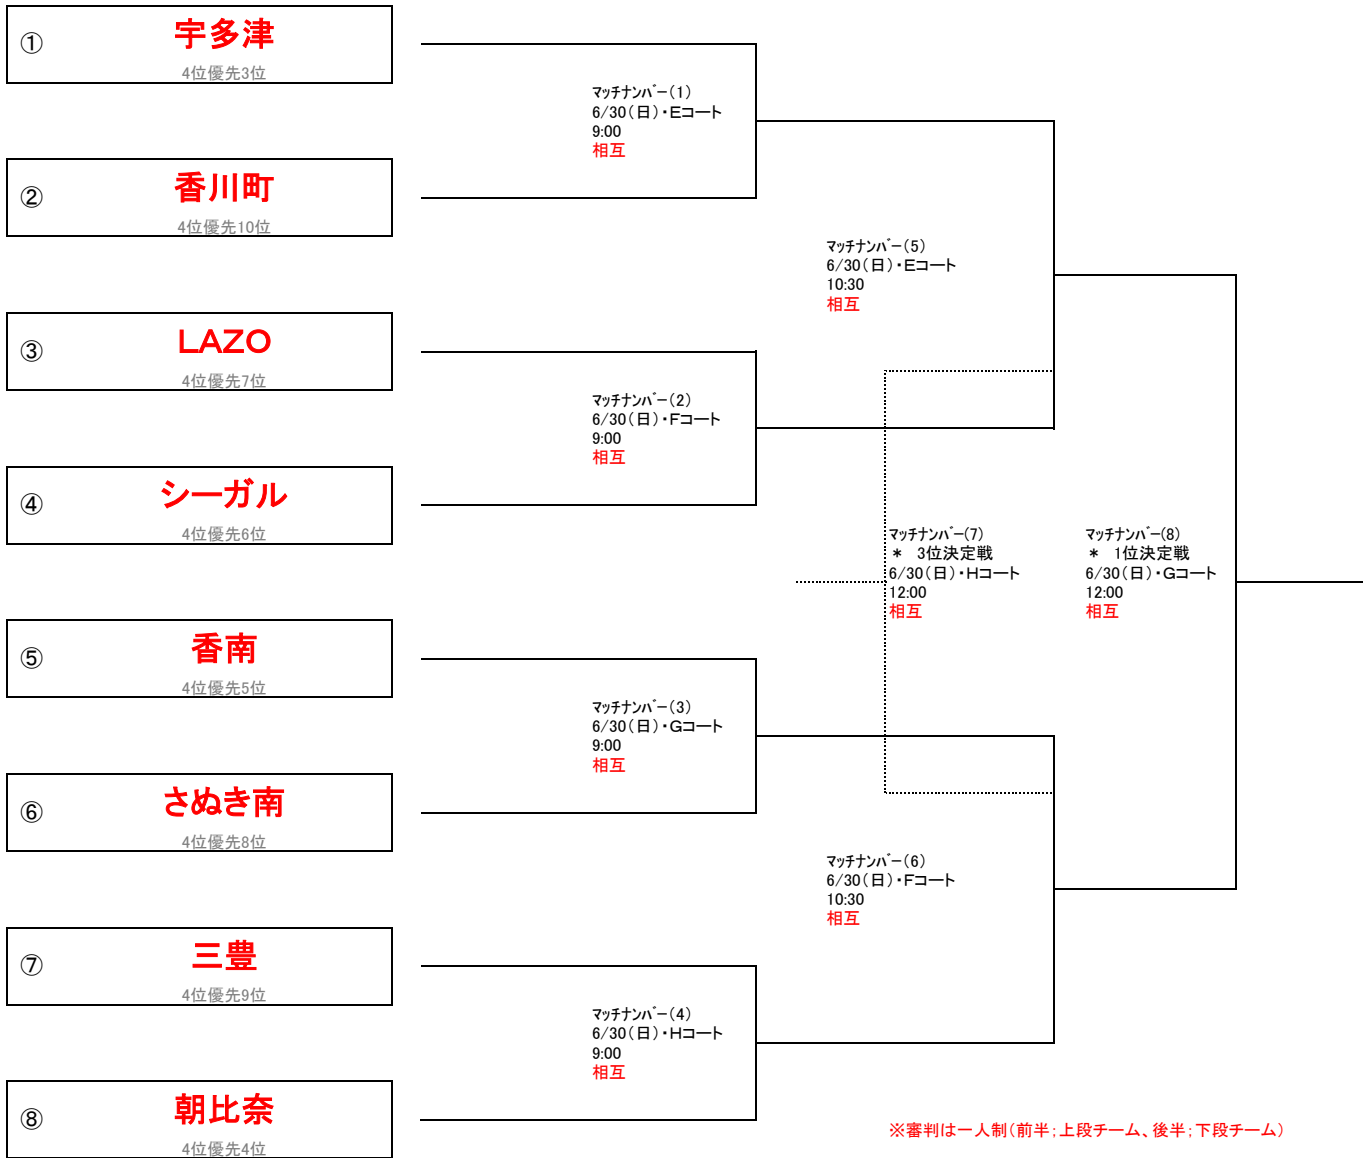 ①
宇多津
4位優先3位
②
香川町
4位優先10位
③
LAZO
4位優先7位
④
シーガル
4位優先6位
⑤
香南
4位優先5位
⑥
さぬき南
4位優先8位
⑦
三豊
4位優先9位
⑧
朝比奈
4位優先4位
マッチナンバー(1)
6/30(日)・Eコート
9:00
相互
マッチナンバー(2)
6/30(日)・Fコート
9:00
相互
マッチナンバー(3)
6/30(日)・Gコート
9:00
相互
マッチナンバー(4)
6/30(日)・Hコート
9:00
相互
マッチナンバー(5)
6/30(日)・Eコート
10:30
相互
マッチナンバー(6)
6/30(日)・Fコート
10:30
相互
マッチナンバー(7)
* 3位決定戦
6/30(日)・Hコート
12:00
相互
マッチナンバー(8)
* 1位決定戦
6/30(日)・Gコート
12:00
相互
※審判は一人制(前半;上段チーム、後半;下段チーム)